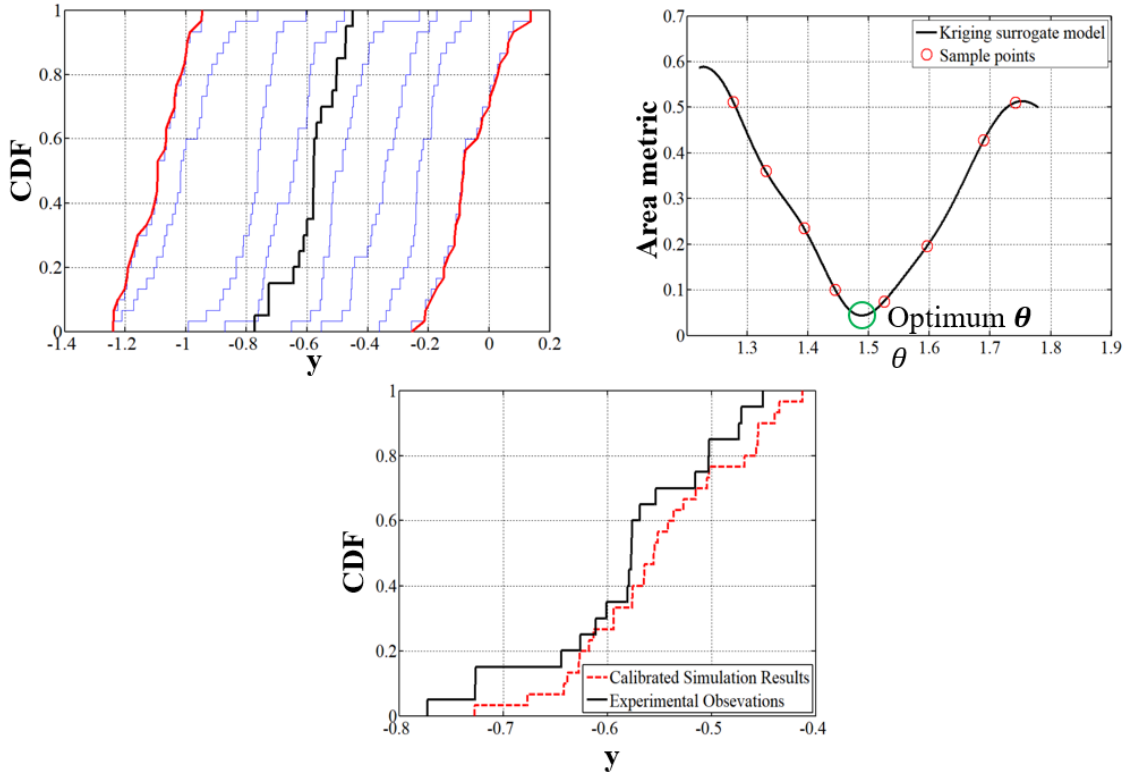 CDF
1
0.8
0.6
0.4
0.2
0
-1.4 -1.2 -1 -0.8 -0.6 -0.4 -0.2 0 0.2
y
Area metric
0.7
0.6
0.5
0.4
0.3
0.2
0.1
0
Kriging surrogate model
Sample points
Optimum θ
1.3 1.4 1.5 1.6 1.7 1.8 1.9
θ
CDF
1
0.8
0.6
0.4
0.2
0
Calibrated Simulation Results
Experimental Obsevations
-0.8 -0.7 -0.6 -0.5 -0.4
y